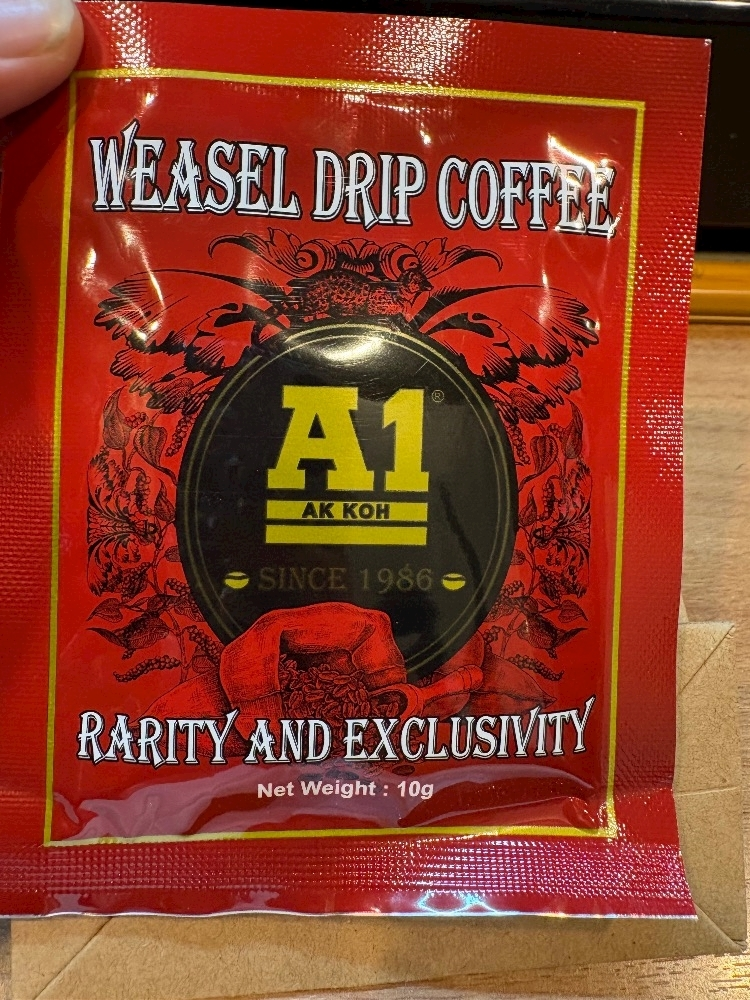 WEASEL DRIP COFFEE
A1®
AK KOH
SINCE 1986
RARITY AND EXCLUSIVITY
Net Weight : 10g